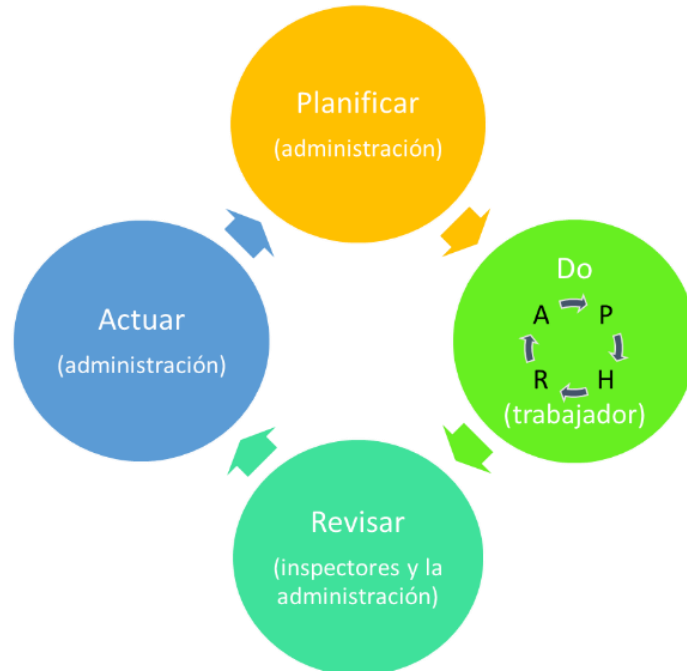 Planificar
(administración)
Do
A P
R H
(trabajador)
Actuar
(administración)
Revisar
(inspectores y la
administración)